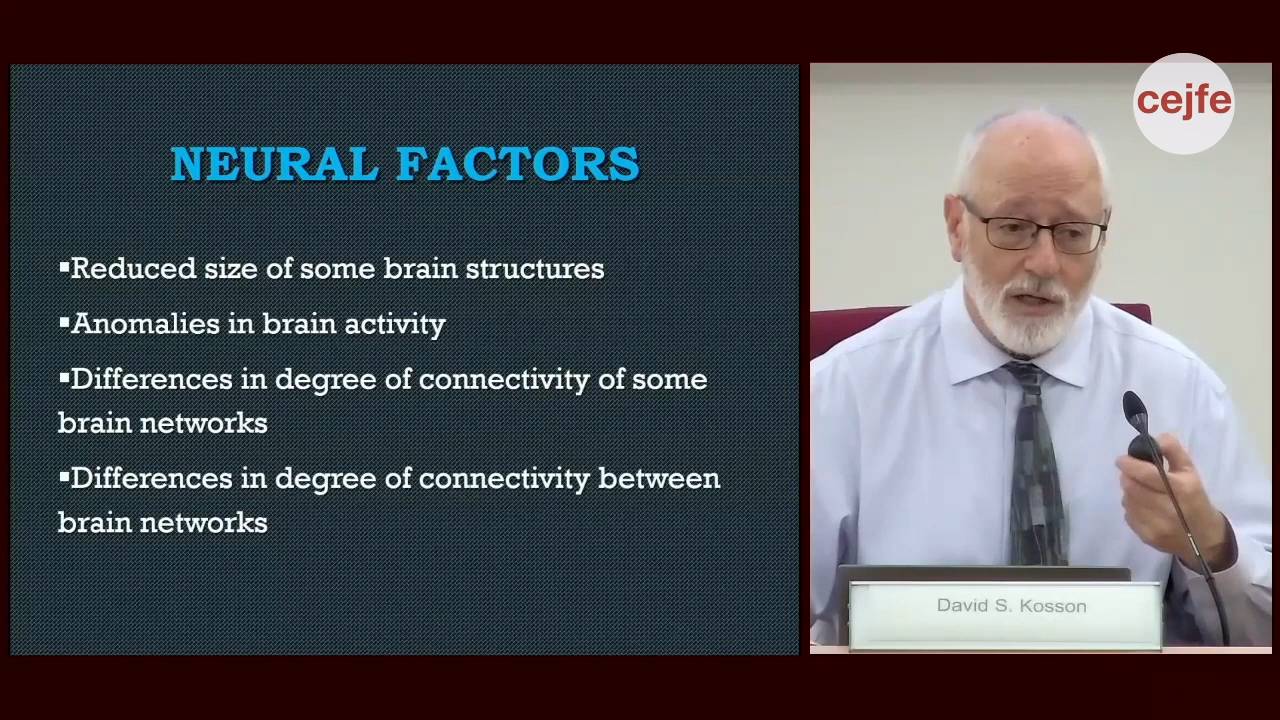 cejfe
NEURAL FACTORS
▪Reduced size of some brain structures
▪Anomalies in brain activity
▪Differences in degree of connectivity of some
brain networks
▪Differences in degree of connectivity between
brain networks
David S. Kosson